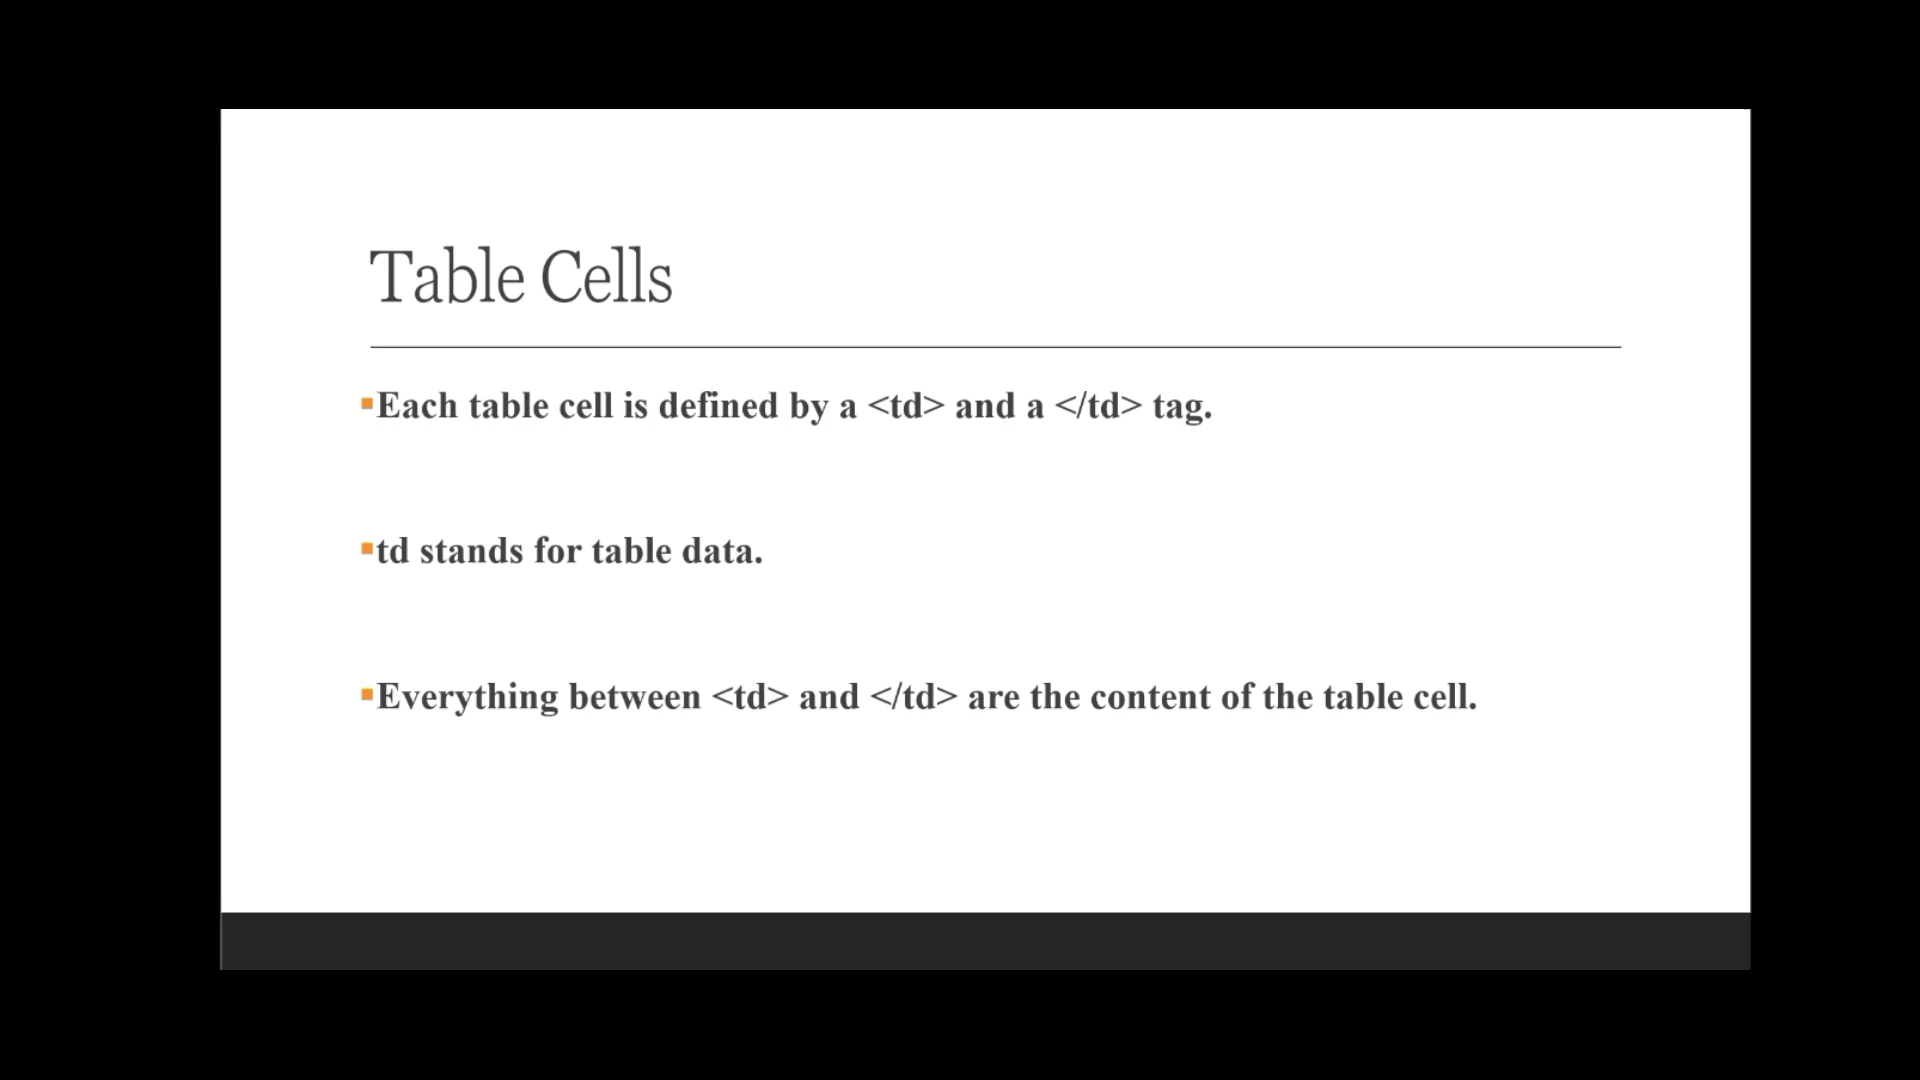 Table Cells
Each table cell is defined by a <td> and a </td> tag.
td stands for table data.
Everything between <td> and </td> are the content of the table cell.